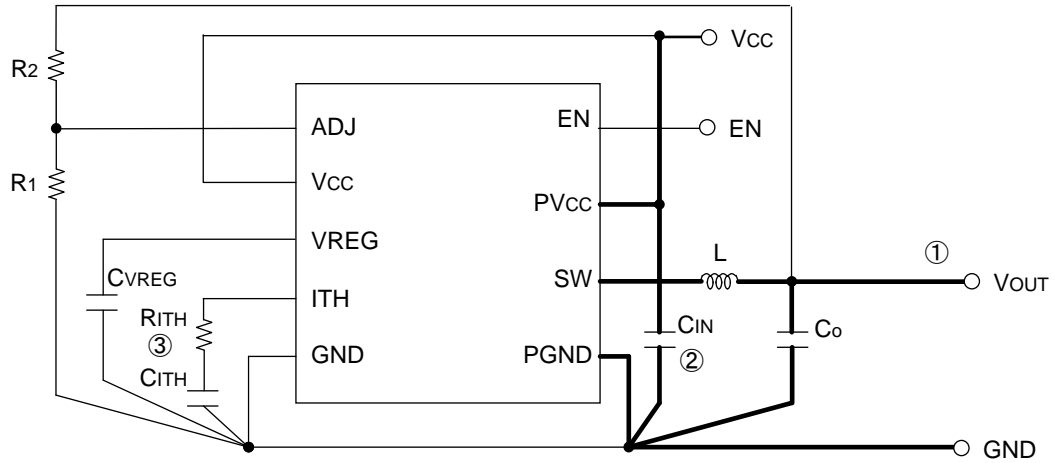 VCC
R2
ADJ
EN
EN
R1
VCC
PVCC
VREG
L
①
CVREG
SW
VOUT
ITH
RITH
③
CIN
Co
GND
PGND
②
CITH
GND